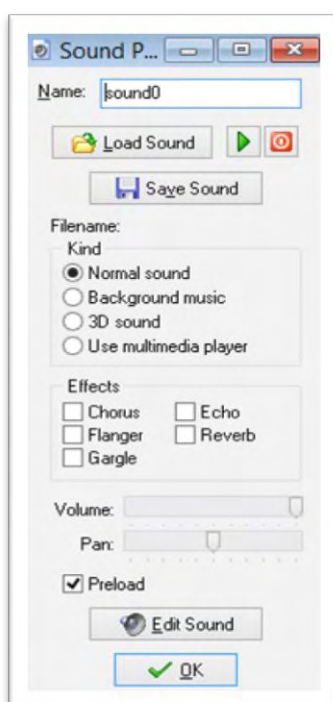 Sound P...
Name: sound0
Load Sound
Save Sound
Filename:
Kind
Normal sound
Background music
3D sound
Use multimedia player
Effects
Chorus Echo
Flanger Reverb
Gargle
Volume:
Pan:
Preload
Edit Sound
OK